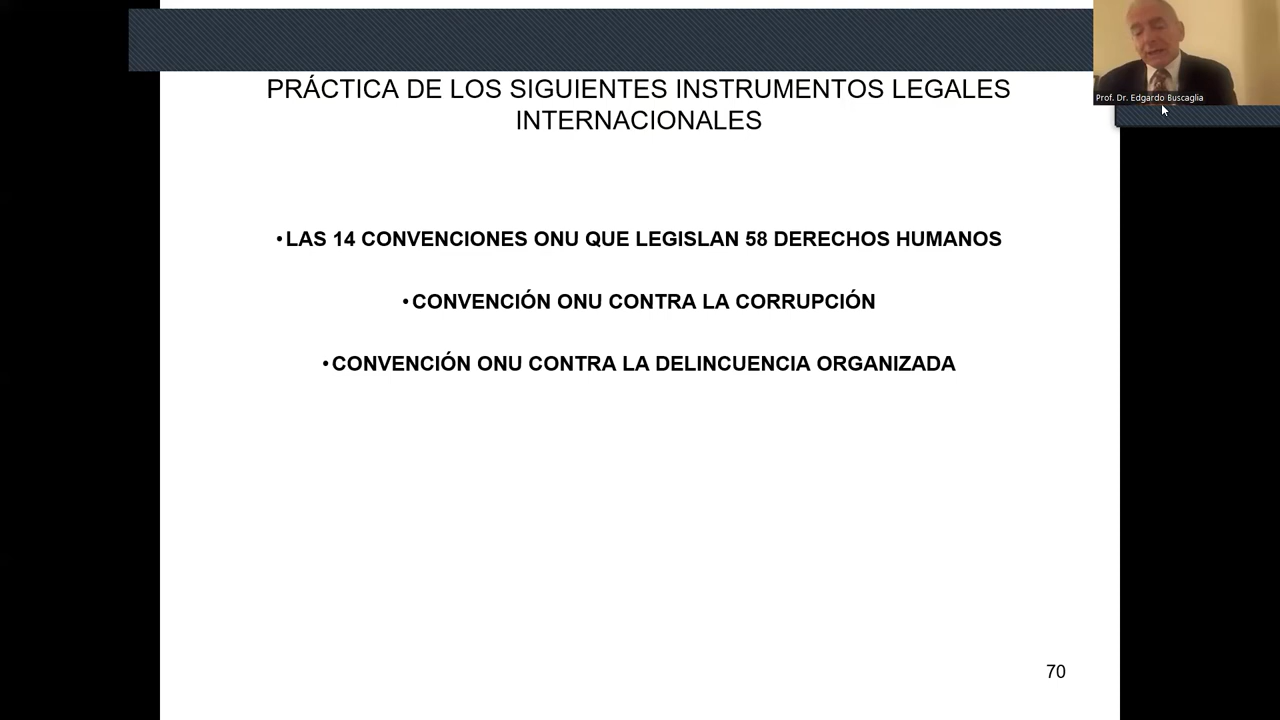 PRÁCTICA DE LOS SIGUIENTES INSTRUMENTOS LEGALES
INTERNACIONALES
Prof. Dr. Edgardo Buscaglia
•LAS 14 CONVENCIONES ONU QUE LEGISLAN 58 DERECHOS HUMANOS
•CONVENCIÓN ONU CONTRA LA CORRUPCIÓN
•CONVENCIÓN ONU CONTRA LA DELINCUENCIA ORGANIZADA
70